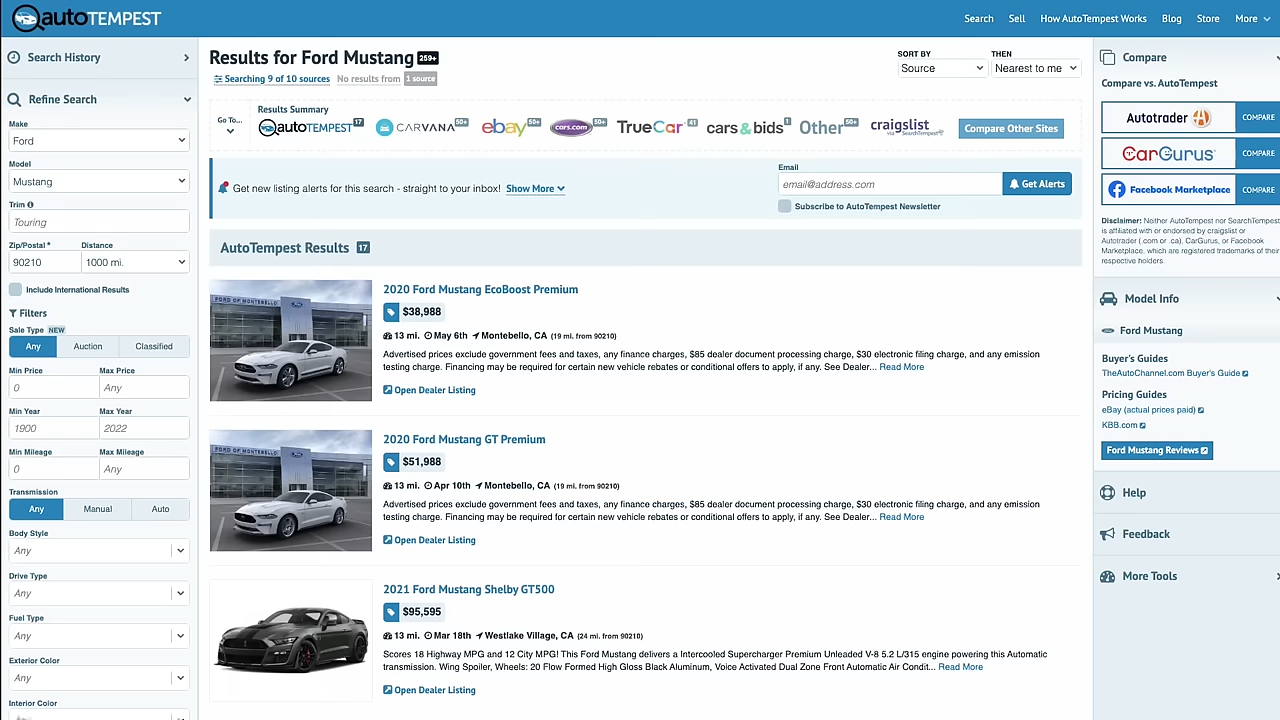 autoTEMPEST
Search
Sell
How AutoTempest Works
Blog
Store
More
Search History
Refine Search
Make
Ford
Model
Mustang
Trim
Touring
Zip/Postal * Distance
90210 1000 mi.
Include International Results
Filters
Sale Type NEW
Any Auction Classified
Min Price Max Price
0 Any
Min Year Max Year
1900 2022
Min Mileage Max Mileage
0 Any
Transmission
Any Manual Auto
Body Style
Any
Drive Type
Any
Fuel Type
Any
Exterior Color
Any
Interior Color
Results for Ford Mustang 259+
Searching 9 of 10 sources No results from 1 source
SORT BY THEN
Source Nearest to me
Go To...
Results Summary
autoTEMPEST 17 CARVANA 50+ ebay 50+ cars.com 50+ TrueCar 41 cars&bids 1 Other 50+ craigslist via SearchTempest Compare Other Sites
Get new listing alerts for this search - straight to your inbox! Show More
Email
email@address.com Get Alerts
Subscribe to AutoTempest Newsletter
AutoTempest Results 17
FORD OF MONTEBELLO
2020 Ford Mustang EcoBoost Premium
$38,988
13 mi. May 6th Montebello, CA (19 mi. from 90210)
Advertised prices exclude government fees and taxes, any finance charges, $85 dealer document processing charge, $30 electronic filing charge, and any emission
testing charge. Financing may be required for certain new vehicle rebates or conditional offers to apply, if any. See Dealer... Read More
Open Dealer Listing
FORD OF MONTEBELLO
2020 Ford Mustang GT Premium
$51,988
13 mi. Apr 10th Montebello, CA (19 mi. from 90210)
Advertised prices exclude government fees and taxes, any finance charges, $85 dealer document processing charge, $30 electronic filing charge, and any emission
testing charge. Financing may be required for certain new vehicle rebates or conditional offers to apply, if any. See Dealer... Read More
Open Dealer Listing
2021 Ford Mustang Shelby GT500
$95,595
13 mi. Mar 18th Westlake Village, CA (24 mi. from 90210)
Scores 18 Highway MPG and 12 City MPG! This Ford Mustang delivers a Intercooled Supercharger Premium Unleaded V-8 5.2 L/315 engine powering this Automatic
transmission. Wing Spoiler, Wheels: 20 Flow Formed High Gloss Black Aluminum, Voice Activated Dual Zone Front Automatic Air Condit... Read More
Open Dealer Listing
Compare
Compare vs. AutoTempest
Autotrader COMPARE
CarGurus COMPARE
Facebook Marketplace COMPARE
Disclaimer: Neither AutoTempest nor SearchTempest
is affiliated with or endorsed by craigslist or
Autotrader (.com or .ca), CarGurus, or Facebook
Marketplace, which are registered trademarks of their
respective holders.
Model Info
Ford Mustang
Buyer's Guides
TheAutoChannel.com Buyer's Guide
Pricing Guides
eBay (actual prices paid)
KBB.com
Ford Mustang Reviews
Help
Feedback
More Tools